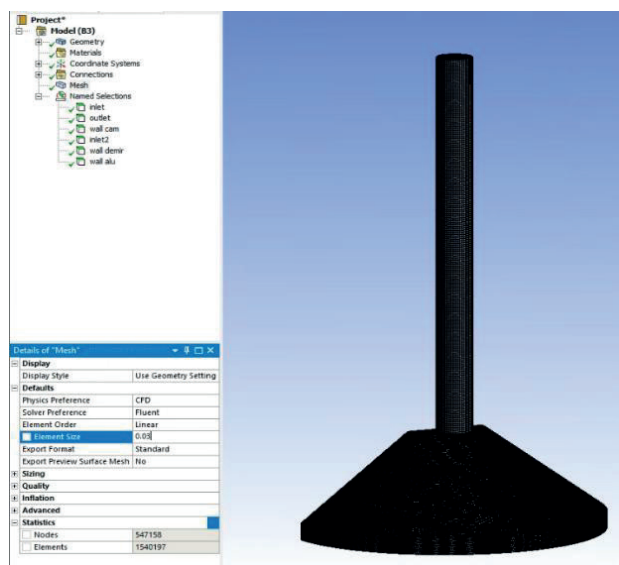 Project*
Model (B3)
Geometry
Materials
Coordinate Systems
Connections
Mesh
Named Selections
inlet
outlet
wall cam
inlet2
wall demir
wall alu
Details of "Mesh"
Display
Display Style Use Geometry Setting
Defaults
Physics Preference CFD
Solver Preference Fluent
Element Order Linear
Element Size 0.03
Export Format Standard
Export Preview Surface Mesh No
Sizing
Quality
Inflation
Advanced
Statistics
Nodes 547158
Elements 1540197